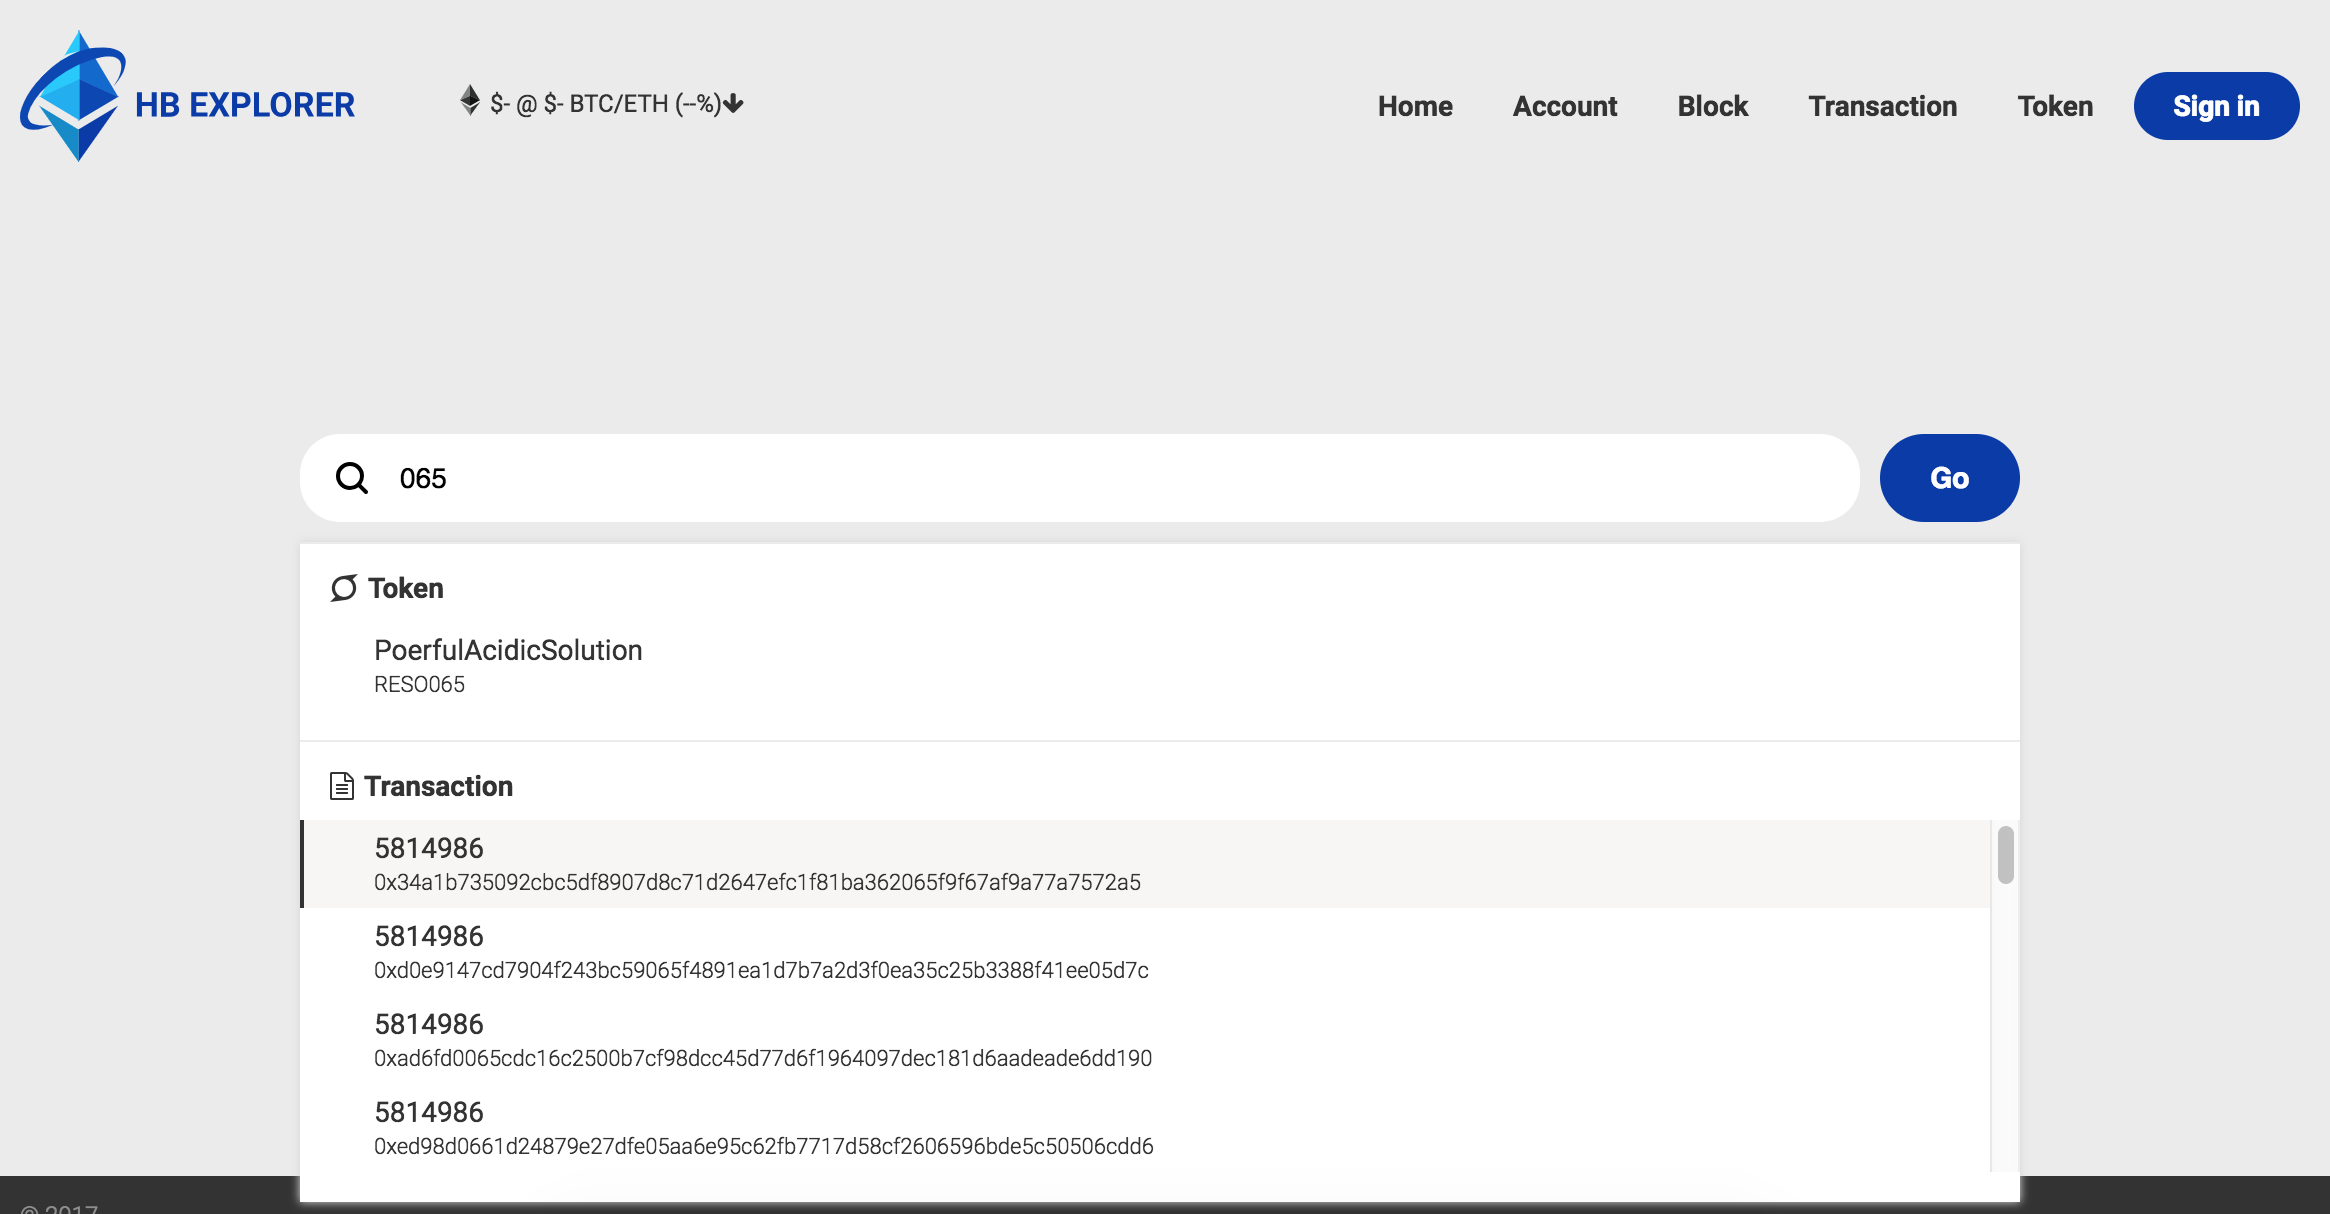 HB EXPLORER
$- @ $- BTC/ETH (--%)
Home Account Block Transaction Token Sign in
065
Go
Token
PoerfulAcidicSolution
RESO065
Transaction
5814986
0x34a1b735092cbc5df8907d8c71d2647efc1f81ba362065f9f67af9a77a7572a5
5814986
0xd0e9147cd7904f243bc59065f4891ea1d7b7a2d3f0ea35c25b3388f41ee05d7c
5814986
0xad6fd0065cdc16c2500b7cf98dcc45d77d6f1964097dec181d6aadeade6dd190
5814986
0xed98d0661d24879e27dfe05aa6e95c62fb7717d58cf2606596bde5c50506cdd6
© 2017